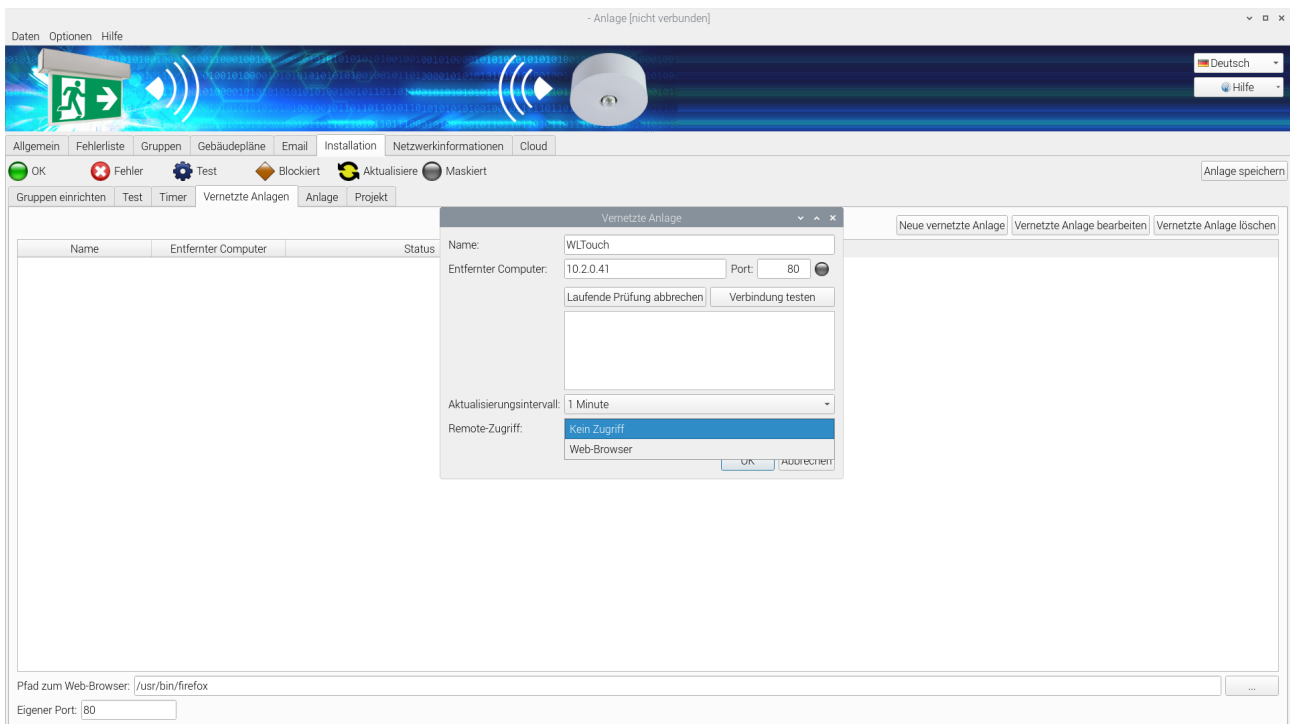 - Anlage [nicht verbunden]
Daten Optionen Hilfe
Deutsch
Hilfe
Allgemein Fehlerliste Gruppen Gebäudepläne Email Installation Netzwerkinformationen Cloud
OK Fehler Test Blockiert Aktualisiere Maskiert Anlage speichern
Gruppen einrichten Test Timer Vernetzte Anlagen Anlage Projekt
Neue vernetzte Anlage Vernetzte Anlage bearbeiten Vernetzte Anlage löschen
Name Entfernter Computer Status
Vernetzte Anlage
Name: WLTouch
Entfernter Computer: 10.2.0.41 Port: 80
Laufende Prüfung abbrechen Verbindung testen
Aktualisierungsintervall: 1 Minute
Remote-Zugriff: Kein Zugriff
Web-Browser
OK Abbrechen
Pfad zum Web-Browser: /usr/bin/firefox ...
Eigener Port: 80